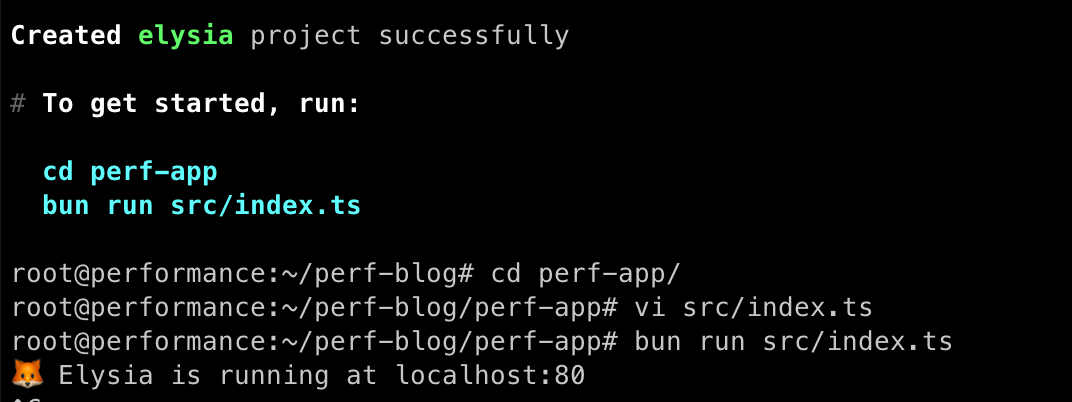 Created elysia project successfully
# To get started, run:
cd perf-app
bun run src/index.ts
root@performance:~/perf-blog# cd perf-app/
root@performance:~/perf-blog/perf-app# vi src/index.ts
root@performance:~/perf-blog/perf-app# bun run src/index.ts
🦊 Elysia is running at localhost:80